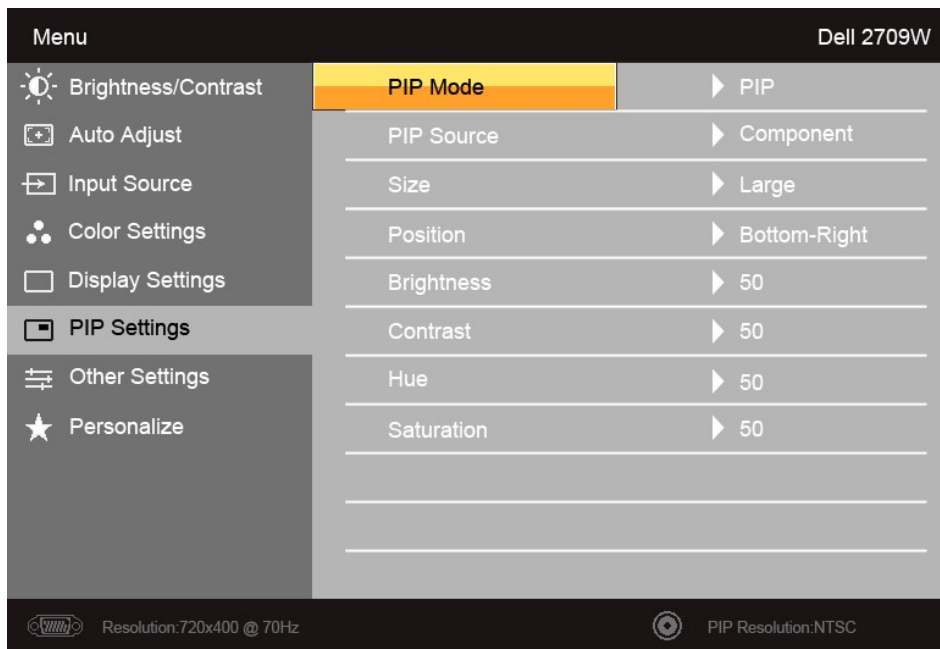 Menu Dell 2709W
Brightness/Contrast PIP Mode PIP
Auto Adjust PIP Source Component
Input Source Size Large
Color Settings Position Bottom-Right
Display Settings Brightness 50
PIP Settings Contrast 50
Other Settings Hue 50
Personalize Saturation 50
Resolution:720x400 @ 70Hz PIP Resolution:NTSC